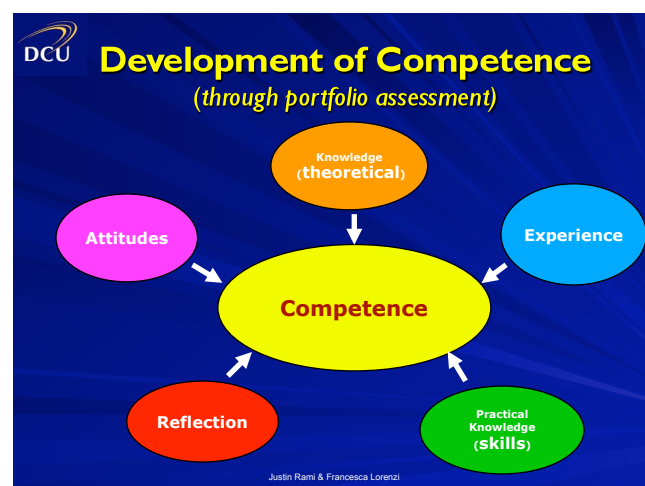 DCU
Development of Competence
(through portfolio assessment)
Knowledge
(theoretical)
Attitudes
Experience
Competence
Reflection
Practical
Knowledge
(skills)
Justin Rami & Francesca Lorenzi